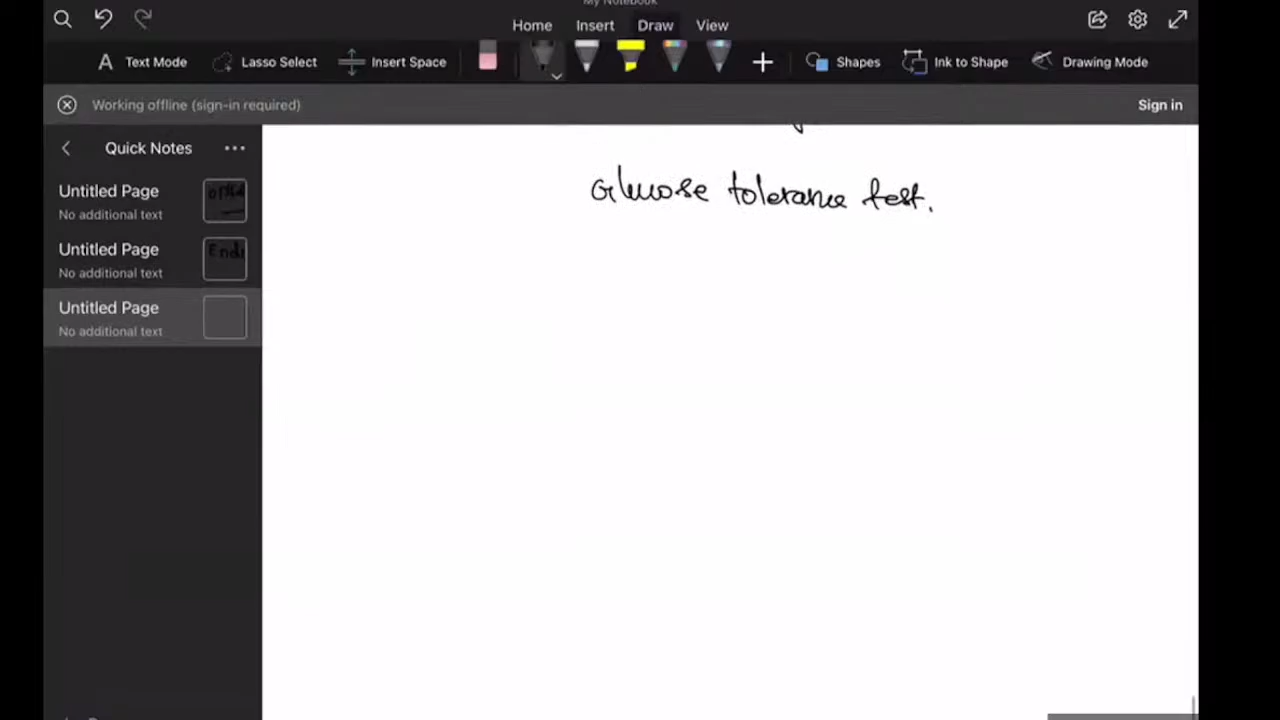 My Notebook
Home Insert Draw View
Text Mode Lasso Select Insert Space Shapes Ink to Shape Drawing Mode
Working offline (sign-in required) Sign in
Quick Notes
Untitled Page
No additional text
Untitled Page
No additional text
Untitled Page
No additional text
Glucose tolerance test.